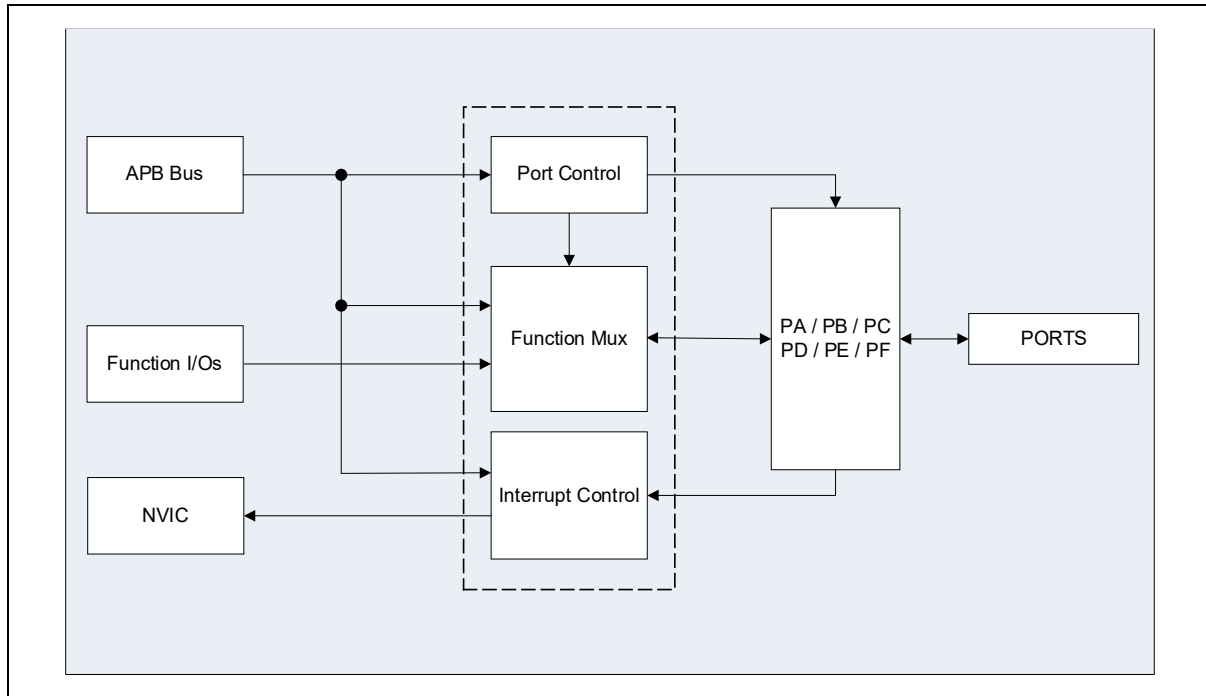 APB Bus
Port Control
Function Mux
PA / PB / PC
PD / PE / PF
PORTS
Function I/Os
Interrupt Control
NVIC